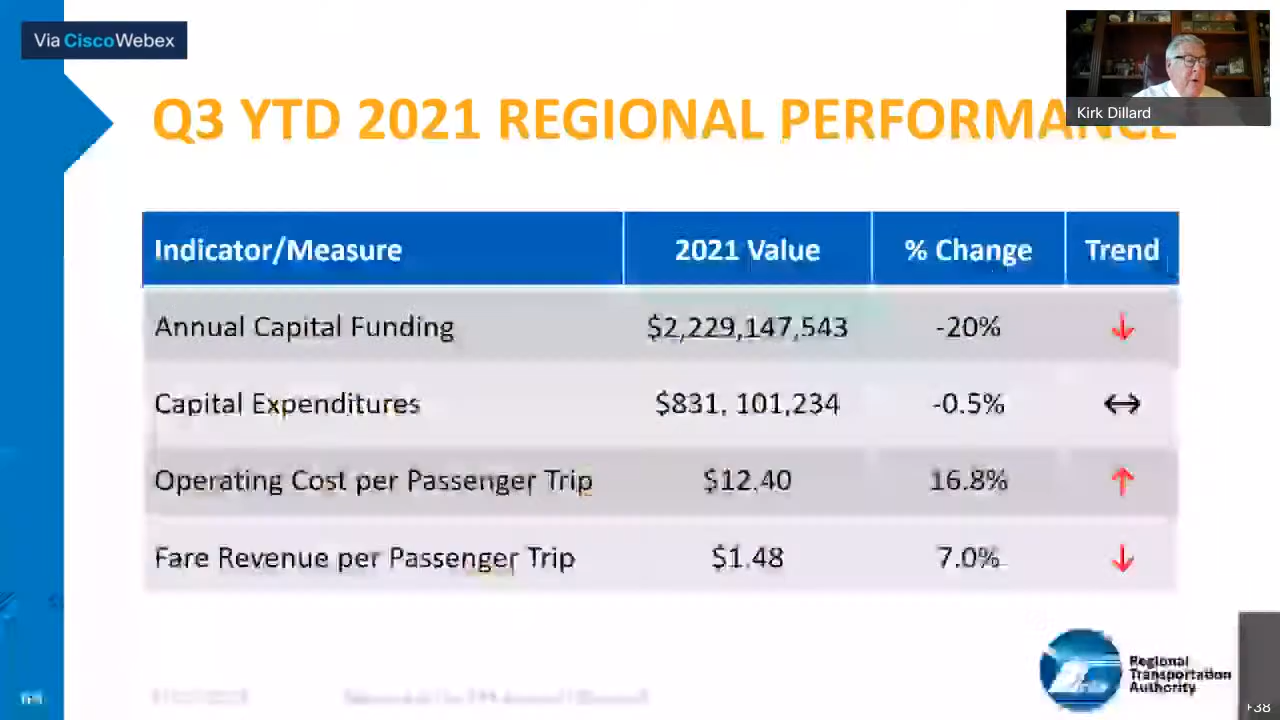 Via CiscoWebex
Kirk Dillard
Q3 YTD 2021 REGIONAL PERFORMANCE
Indicator/Measure 2021 Value % Change Trend
Annual Capital Funding $2,229,147,543 -20% ↓
Capital Expenditures $831, 101,234 -0.5% ↔
Operating Cost per Passenger Trip $12.40 16.8% ↑
Fare Revenue per Passenger Trip $1.48 7.0% ↓
Regional
Transportation
Authority